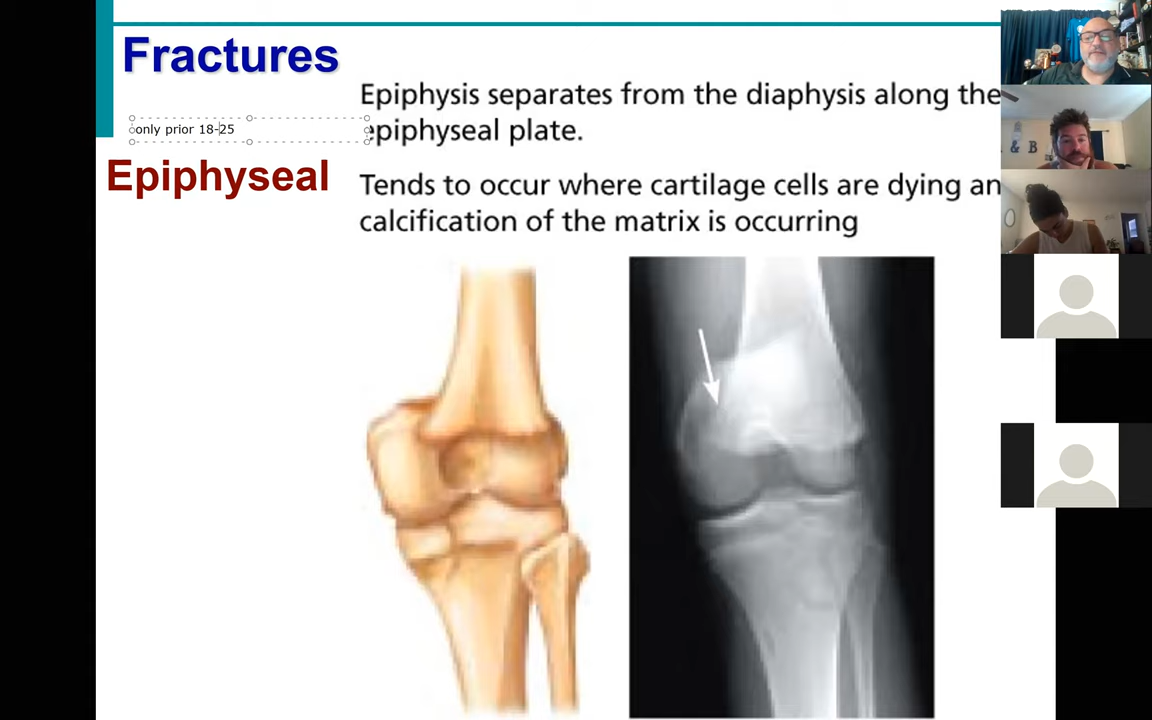 Fractures
Epiphysis separates from the diaphysis along the
only prior 18-25
epiphyseal plate.
Epiphyseal
Tends to occur where cartilage cells are dying an
calcification of the matrix is occurring
& B